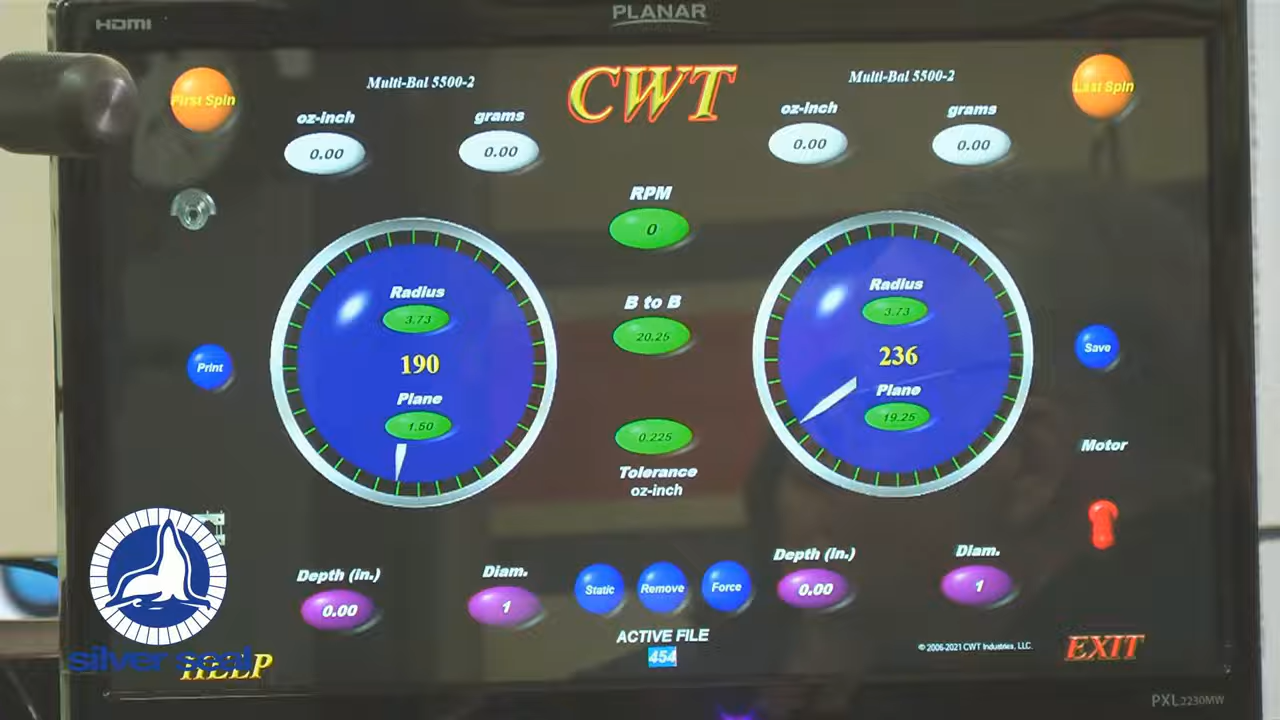 HDMI
PLANAR
First Spin
Multi-Bal 5500-2
CWT
Multi-Bal 5500-2
Last Spin
oz-inch
grams
oz-inch
grams
0.00
0.00
0.00
0.00
RPM
0
Radius
3.73
190
Plane
1.50
B to B
20.25
0.225
Tolerance
oz-inch
Radius
3.73
236
Plane
19.25
Print
Save
Motor
Depth (in.)
0.00
Diam.
1
Static
Remove
Force
Depth (in.)
0.00
Diam.
1
ACTIVE FILE
454
© 2006-2021 CWT Industries, LLC.
EXIT
silver seal
HELP
PXL2230MW